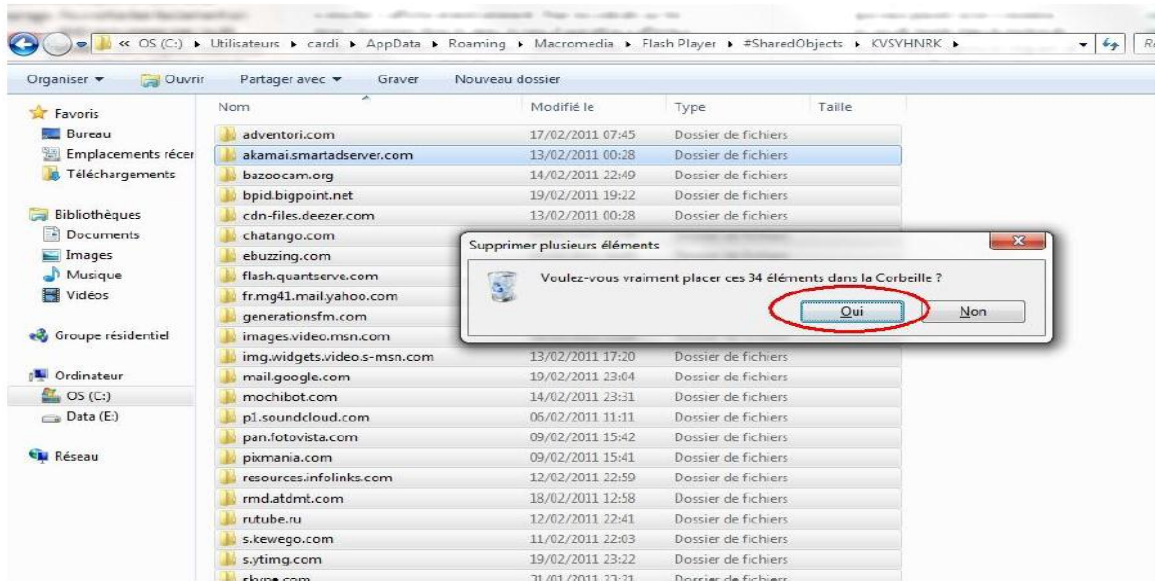 « OS (C:) ▸ Utilisateurs ▸ cardi ▸ AppData ▸ Roaming ▸ Macromedia ▸ Flash Player ▸ #SharedObjects ▸ KVSYHNRK ▸
Organiser Ouvrir Partager avec Graver Nouveau dossier
Nom Modifié le Type Taille
Favoris
Bureau
Emplacements récen
Téléchargements
Bibliothèques
Documents
Images
Musique
Vidéos
Groupe résidentiel
Ordinateur
OS (C:)
Data (E:)
Réseau
adventori.com 17/02/2011 07:45 Dossier de fichiers
akamai.smartadserver.com 13/02/2011 00:28 Dossier de fichiers
bazoocam.org 14/02/2011 22:49 Dossier de fichiers
bpid.bigpoint.net 19/02/2011 19:22 Dossier de fichiers
cdn-files.deezer.com 13/02/2011 00:28 Dossier de fichiers
chatango.com
ebuzzing.com
flash.quantserve.com
fr.mg41.mail.yahoo.com
generationsfm.com
images.video.msn.com
img.widgets.video.s-msn.com 13/02/2011 17:20 Dossier de fichiers
mail.google.com 19/02/2011 23:04 Dossier de fichiers
mochibot.com 14/02/2011 23:31 Dossier de fichiers
p1.soundcloud.com 06/02/2011 11:11 Dossier de fichiers
pan.fotovista.com 09/02/2011 15:42 Dossier de fichiers
pixmania.com 09/02/2011 15:41 Dossier de fichiers
resources.infolinks.com 12/02/2011 22:59 Dossier de fichiers
rmd.atdmt.com 18/02/2011 12:58 Dossier de fichiers
rutube.ru 12/02/2011 22:41 Dossier de fichiers
s.kewego.com 11/02/2011 22:03 Dossier de fichiers
s.ytimg.com 19/02/2011 23:22 Dossier de fichiers
skype.com 31/01/2011 23:21 Dossier de fichiers
Supprimer plusieurs éléments
Voulez-vous vraiment placer ces 34 éléments dans la Corbeille ?
Oui Non